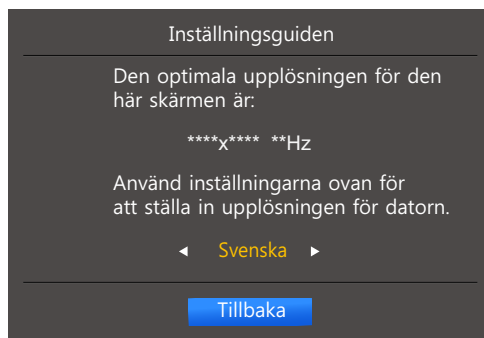 Inställningsguiden
Den optimala upplösningen för den
här skärmen är:
****x**** **Hz
Använd inställningarna ovan för
att ställa in upplösningen för datorn.
Svenska
Tillbaka